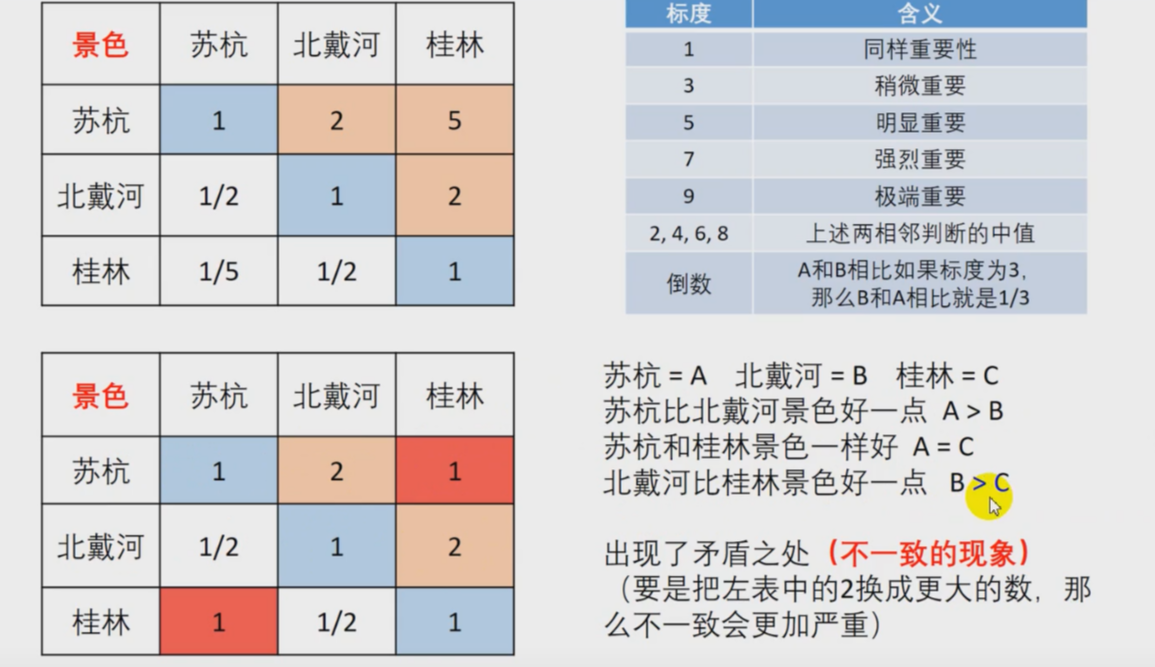 景色 苏杭 北戴河 桂林
苏杭 1 2 5
北戴河 1/2 1 2
桂林 1/5 1/2 1
标度 含义
1 同样重要性
3 稍微重要
5 明显重要
7 强烈重要
9 极端重要
2, 4, 6, 8 上述两相邻判断的中值
倒数 A和B相比如果标度为3，
那么B和A相比就是1/3
景色 苏杭 北戴河 桂林
苏杭 1 2 1
北戴河 1/2 1 2
桂林 1 1/2 1
苏杭 = A 北戴河 = B 桂林 = C
苏杭比北戴河景色好一点 A > B
苏杭和桂林景色一样好 A = C
北戴河比桂林景色好一点 B > C
出现了矛盾之处（不一致的现象）
（要是把左表中的2换成更大的数，那
么不一致会更加严重）